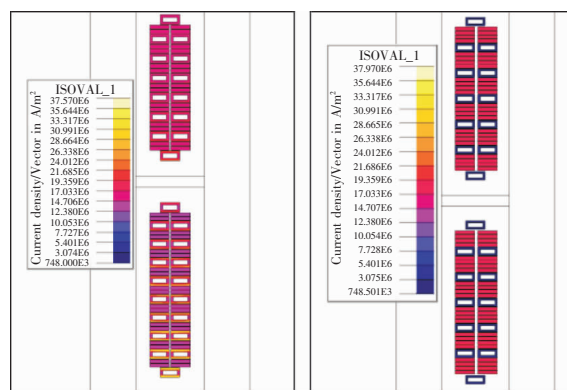 ISOVAL_1
Current density/Vector in A/m²
37.570E6
35.644E6
33.317E6
30.991E6
28.664E6
26.338E6
24.012E6
21.685E6
19.359E6
17.033E6
14.706E6
12.380E6
10.053E6
7.727E6
5.401E6
3.074E6
748.000E3
ISOVAL_1
Current density/Vector in A/m²
37.970E6
35.644E6
33.317E6
30.991E6
28.665E6
26.338E6
24.012E6
21.686E6
19.359E6
17.033E6
14.707E6
12.380E6
10.054E6
7.728E6
5.401E6
3.075E6
748.501E3